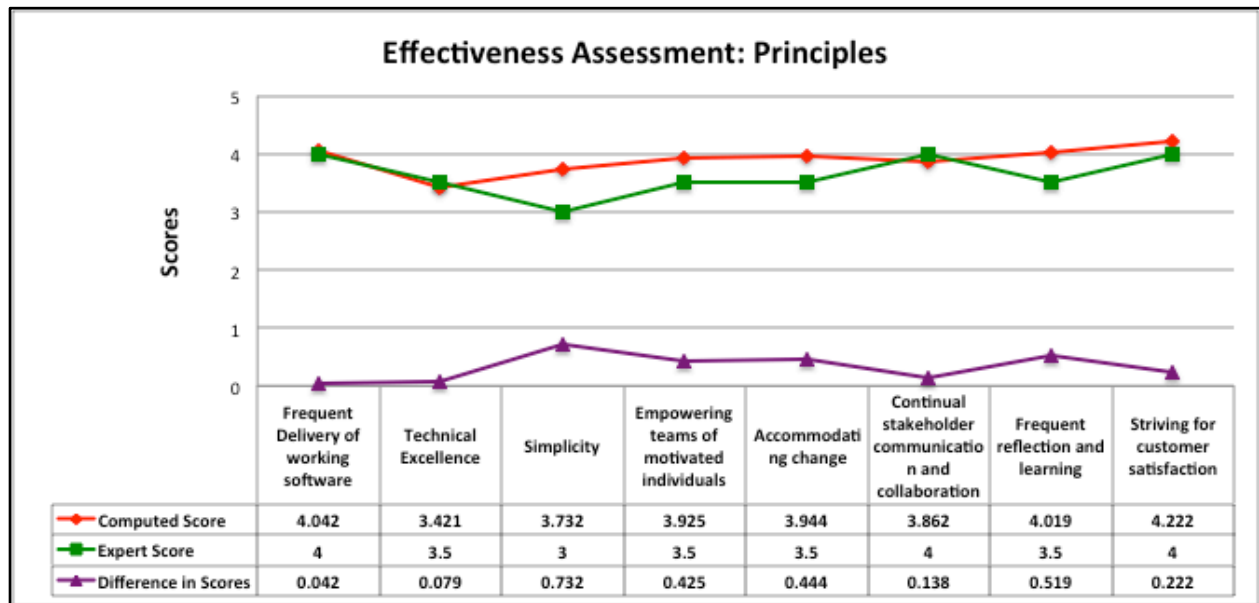 Effectiveness Assessment: Principles
Scores
5
4
3
2
1
0
Frequent
Delivery of
working
software
Technical
Excellence
Simplicity
Empowering
teams of
motivated
individuals
Accommodati
ng change
Continual
stakeholder
communicatio
n and
collaboration
Frequent
reflection and
learning
Striving for
customer
satisfaction
Computed Score 4.042 3.421 3.732 3.925 3.944 3.862 4.019 4.222
Expert Score 4 3.5 3 3.5 3.5 4 3.5 4
Difference in Scores 0.042 0.079 0.732 0.425 0.444 0.138 0.519 0.222